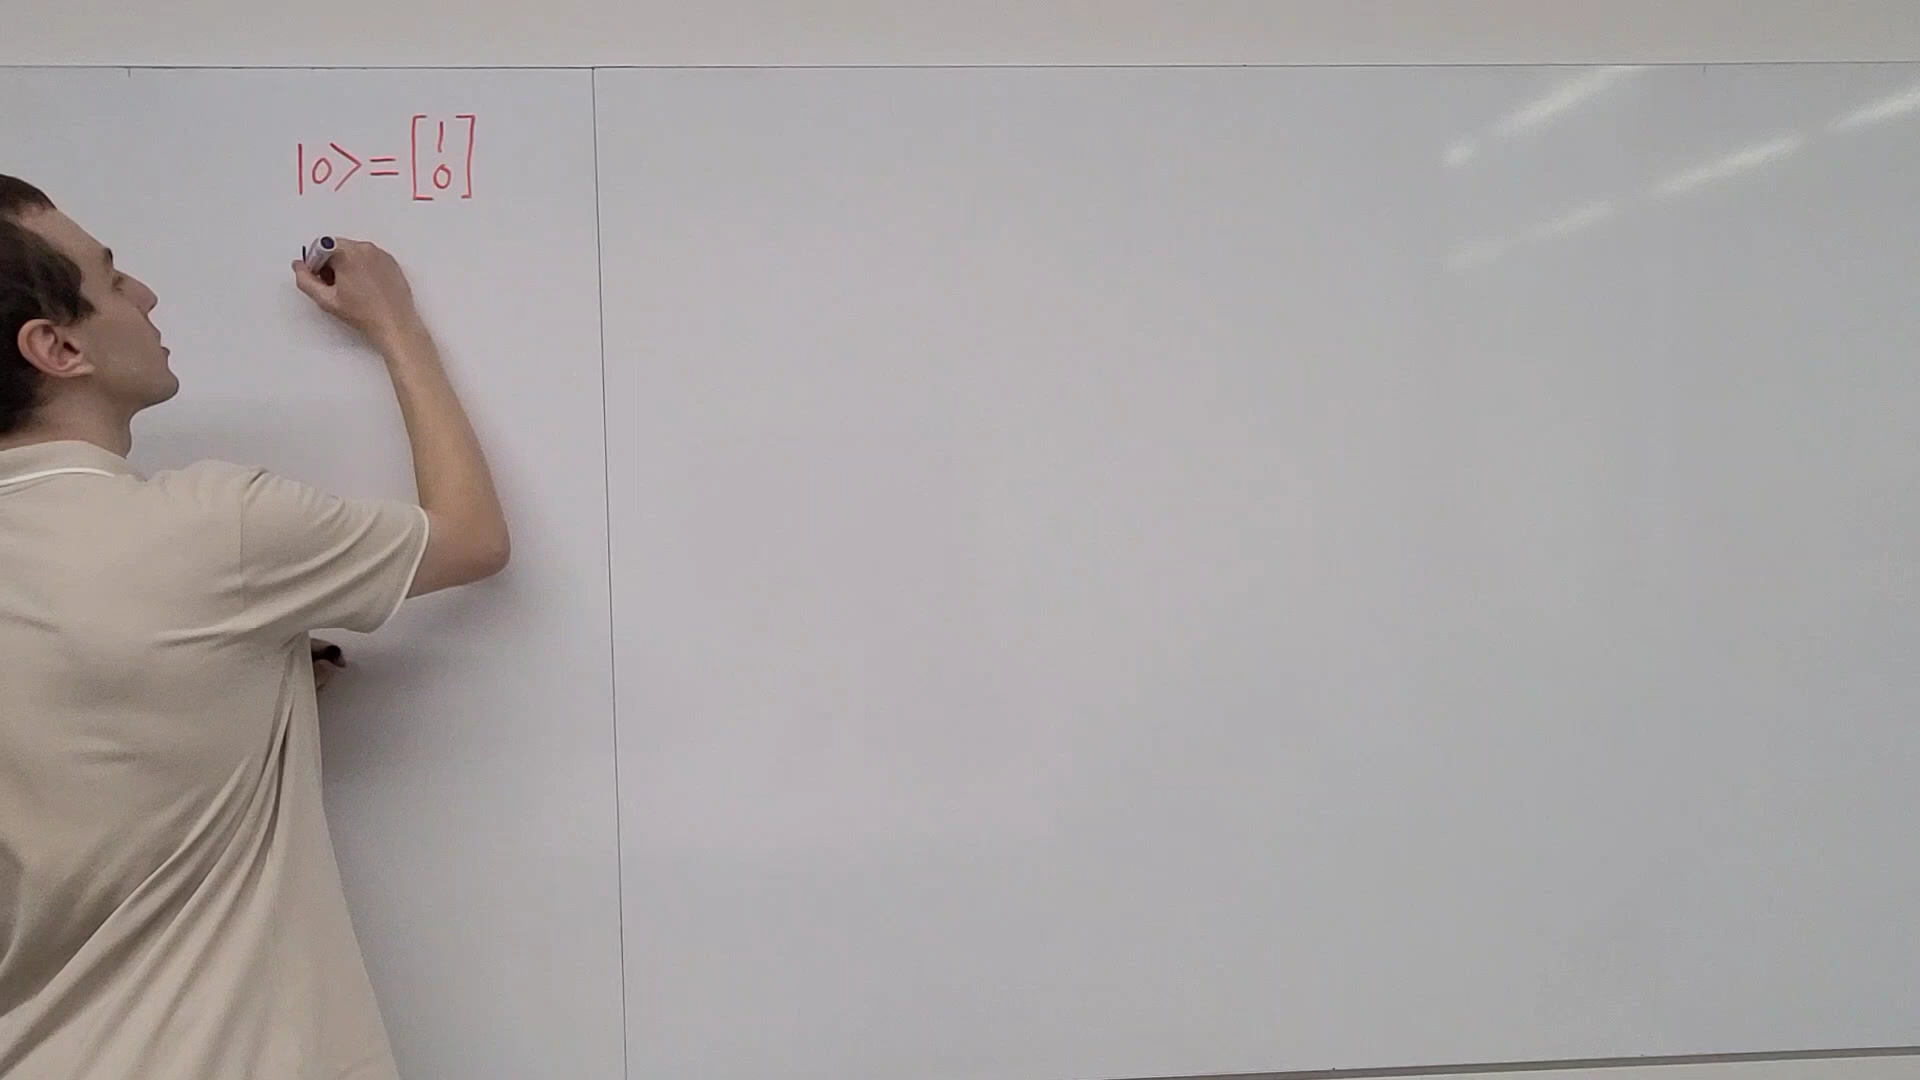 |0> = [1
0]